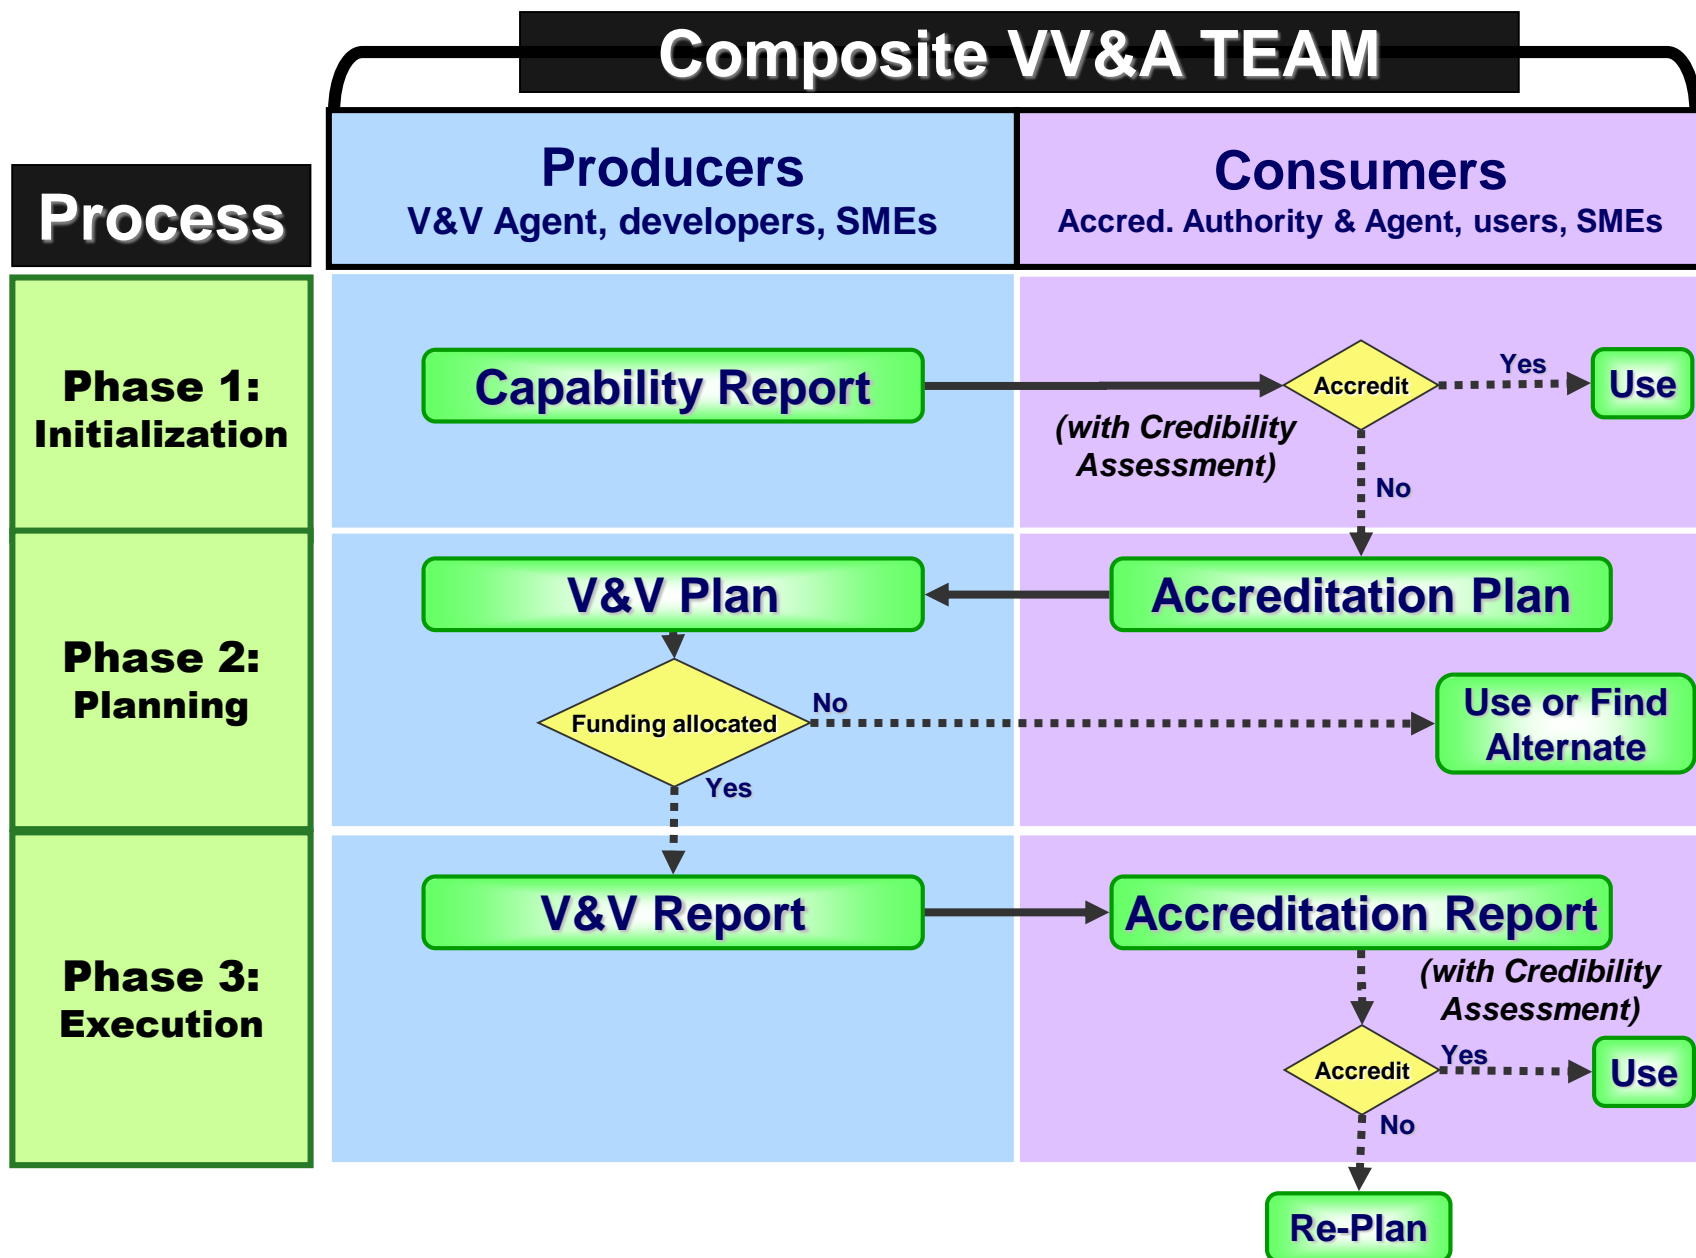 Composite VV&A TEAM
Process
Producers
V&V Agent, developers, SMEs
Consumers
Accred. Authority & Agent, users, SMEs
Phase 1:
Initialization
Capability Report
(with Credibility
Assessment)
Accredit
Yes
Use
No
Phase 2:
Planning
V&V Plan
Accreditation Plan
Funding allocated
No
Use or Find
Alternate
Yes
Phase 3:
Execution
V&V Report
Accreditation Report
(with Credibility
Assessment)
Accredit
Yes
Use
No
Re-Plan